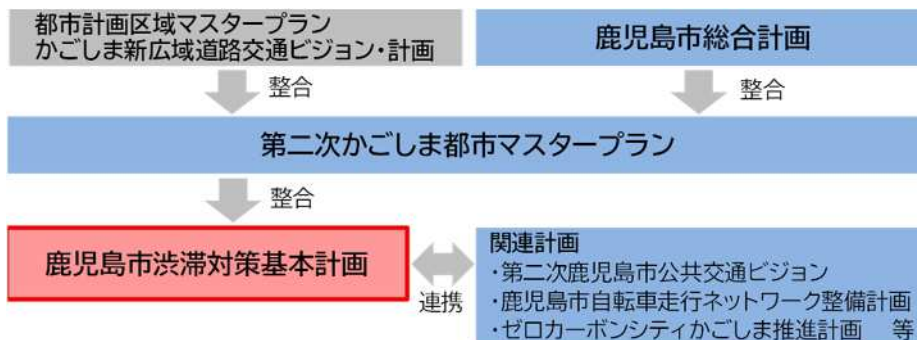 都市計画区域マスタープラン
かごしま新広域道路交通ビジョン・計画
鹿児島市総合計画
整合
整合
第二次かごしま都市マスタープラン
整合
鹿児島市渋滞対策基本計画
連携
関連計画
・第二次鹿児島市公共交通ビジョン
・鹿児島市自転車走行ネットワーク整備計画
・ゼロカーボンシティかごしま推進計画　等